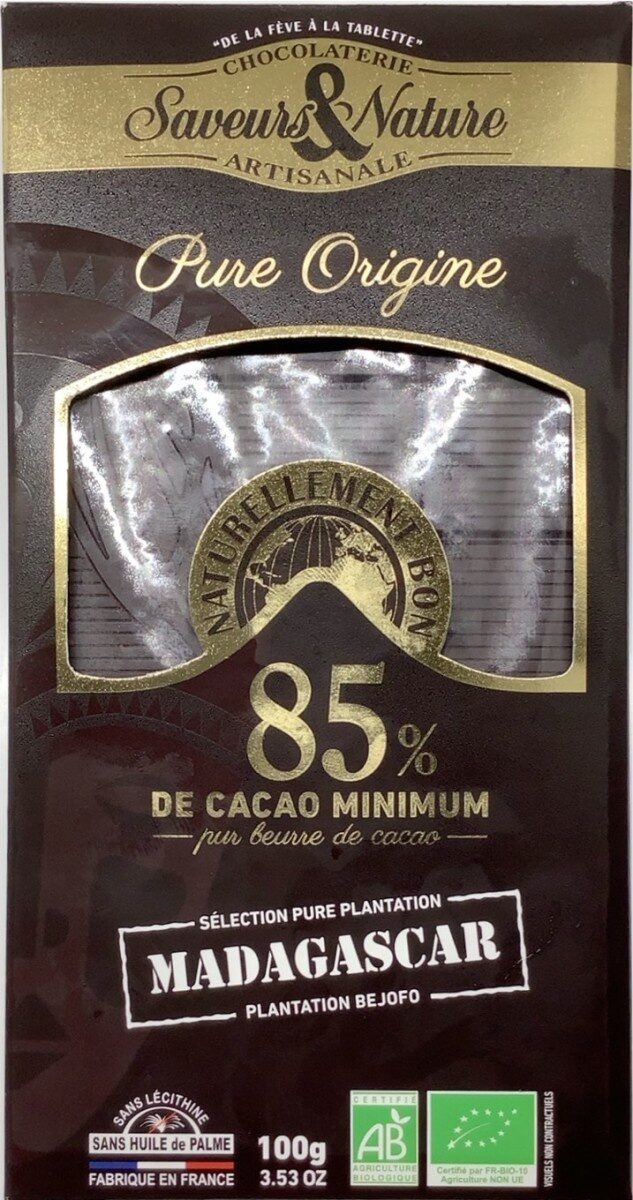 "DE LA FÈVE À LA TABLETTE"
CHOCOLATERIE
Saveurs & Nature
ARTISANALE
Pure Origine
NATURELLEMENT BON
85%
DE CACAO MINIMUM
pur beurre de cacao
SÉLECTION PURE PLANTATION
MADAGASCAR
PLANTATION BEJOFO
SANS LÉCITHINE
SANS HUILE de PALME
FABRIQUE EN FRANCE
100g
3.53 OZ
CERTIFIÉ
AB
AGRICULTURE
BIOLOGIQUE
Certifié par FR-BIO-10
Agriculture NON UE
VISUELS NON CONTRACTUELS